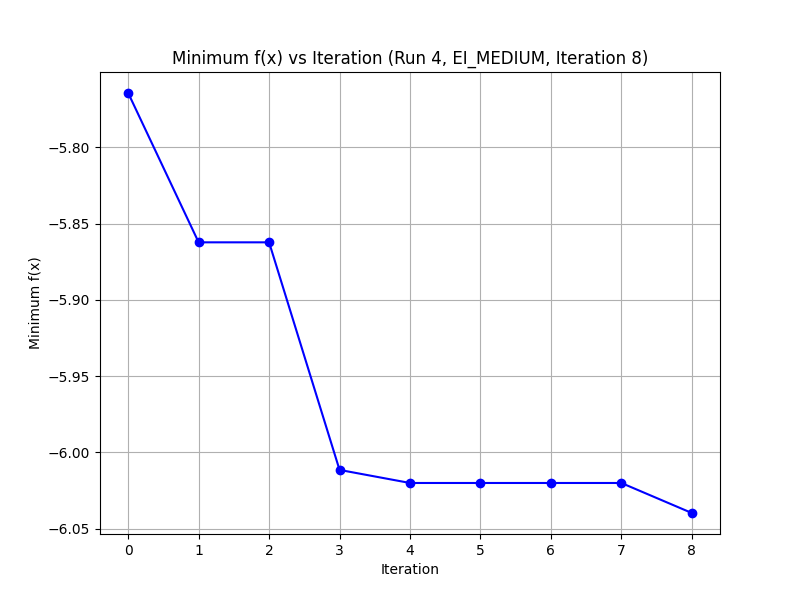 Minimum f(x) vs Iteration (Run 4, EI_MEDIUM, Iteration 8)
Minimum f(x)
−5.80
−5.85
−5.90
−5.95
−6.00
−6.05
0 1 2 3 4 5 6 7 8
Iteration